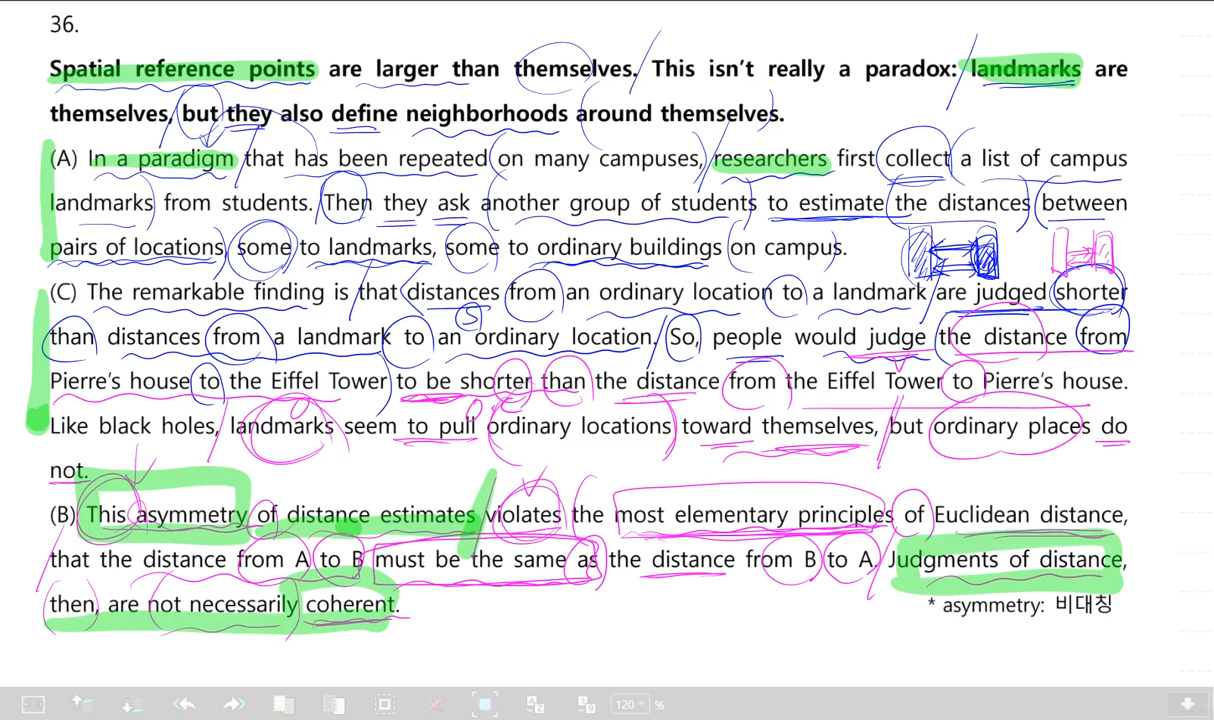 36.
Spatial reference points are larger than themselves. This isn't really a paradox: landmarks are
themselves, but they also define neighborhoods around themselves.
(A) In a paradigm that has been repeated on many campuses, researchers first collect a list of campus
landmarks from students. Then they ask another group of students to estimate the distances between
pairs of locations, some to landmarks, some to ordinary buildings on campus.
(C) The remarkable finding is that distances from an ordinary location to a landmark are judged shorter
than distances from a landmark to an ordinary location. So, people would judge the distance from
Pierre's house to the Eiffel Tower to be shorter than the distance from the Eiffel Tower to Pierre's house.
Like black holes, landmarks seem to pull ordinary locations toward themselves, but ordinary places do
not.
(B) This asymmetry of distance estimates violates the most elementary principles of Euclidean distance,
that the distance from A to B must be the same as the distance from B to A. Judgments of distance,
then, are not necessarily coherent.
* asymmetry: 비대칭
120 %